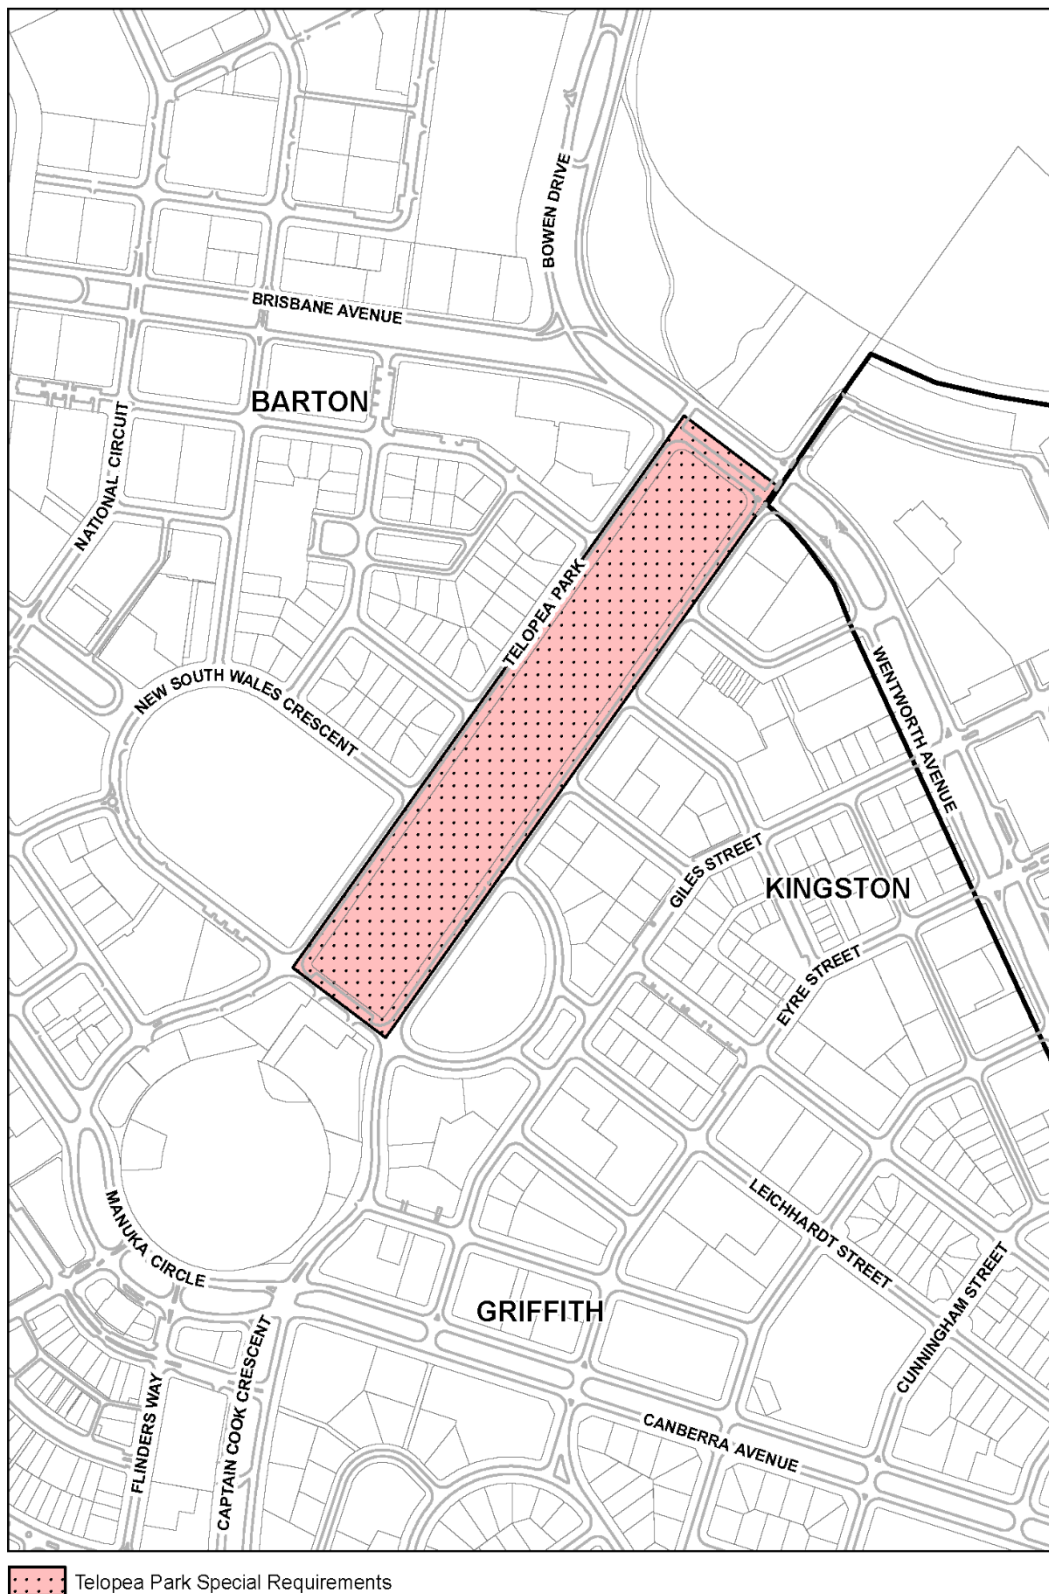 BOWEN DRIVE
BRISBANE AVENUE
BARTON
NATIONAL CIRCUIT
TELOPEA PARK
NEW SOUTH WALES CRESCENT
WENTWORTH AVENUE
GILES STREET
KINGSTON
EYRE STREET
LEICHHARDT STREET
MANUKA CIRCLE
CUNNINGHAM STREET
GRIFFITH
FLINDERS WAY
CAPTAIN COOK CRESCENT
CANBERRA AVENUE
Telopea Park Special Requirements